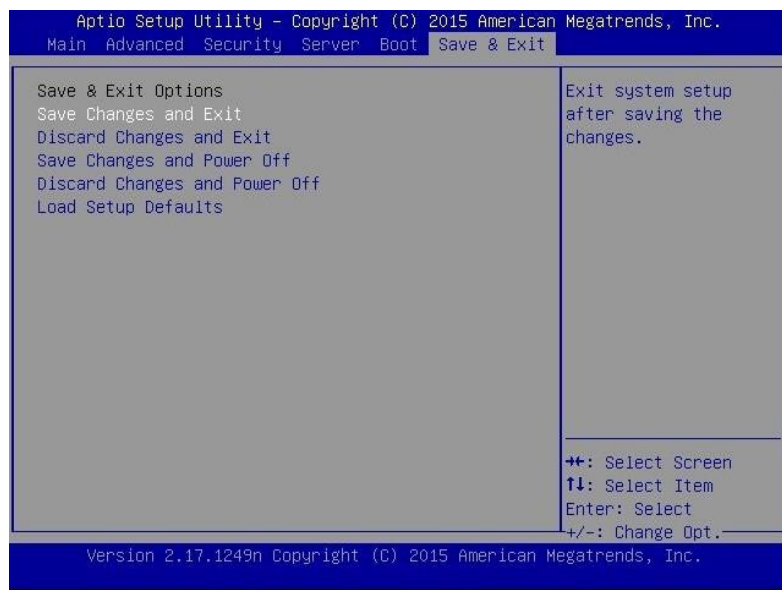 Aptio Setup Utility – Copyright (C) 2015 American Megatrends, Inc.
Main Advanced Security Server Boot Save & Exit
Save & Exit Options
Save Changes and Exit
Discard Changes and Exit
Save Changes and Power Off
Discard Changes and Power Off
Load Setup Defaults
Exit system setup
after saving the
changes.
→←: Select Screen
↑↓: Select Item
Enter: Select
+/-: Change Opt.
Version 2.17.1249n Copyright (C) 2015 American Megatrends, Inc.